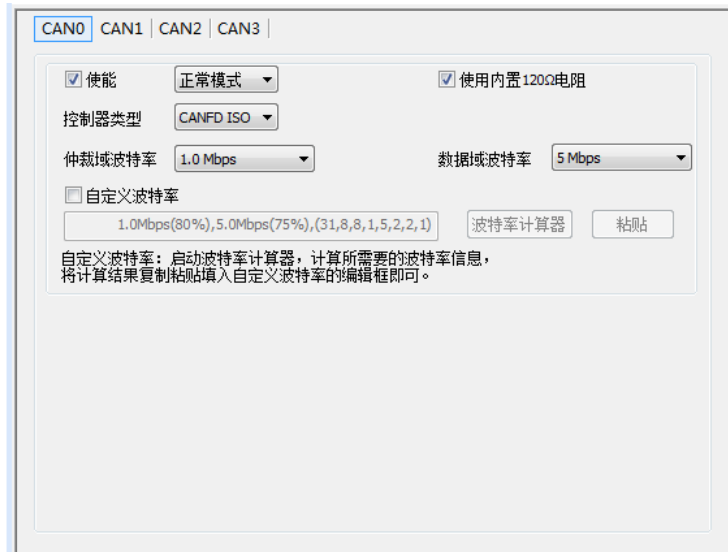 CAN0 CAN1 CAN2 CAN3
使能 正常模式 使用内置120Ω电阻
控制器类型 CANFD ISO
仲裁域波特率 1.0 Mbps 数据域波特率 5 Mbps
自定义波特率
1.0Mbps(80%),5.0Mbps(75%),(31,8,8,1,5,2,2,1) 波特率计算器 粘贴
自定义波特率：启动波特率计算器，计算所需要的波特率信息，
将计算结果复制粘贴填入自定义波特率的编辑框即可。